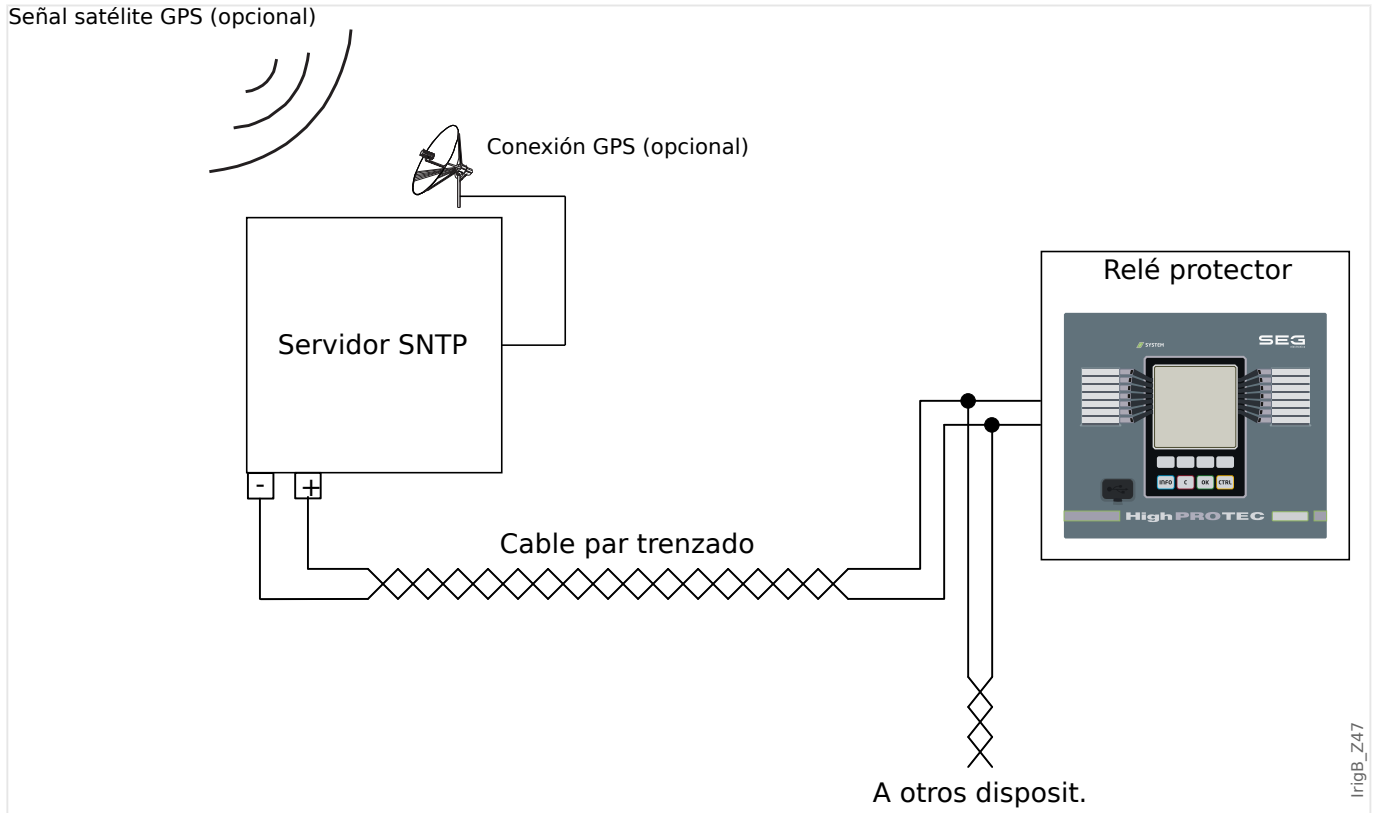 Señal satélite GPS (opcional)
Conexión GPS (opcional)
Servidor SNTP
Relé protector
SYSTEM
SEG
INFO
C
OK
CTRL
HighPROTEC
-
+
Cable par trenzado
A otros disposit.
IrigB_Z47